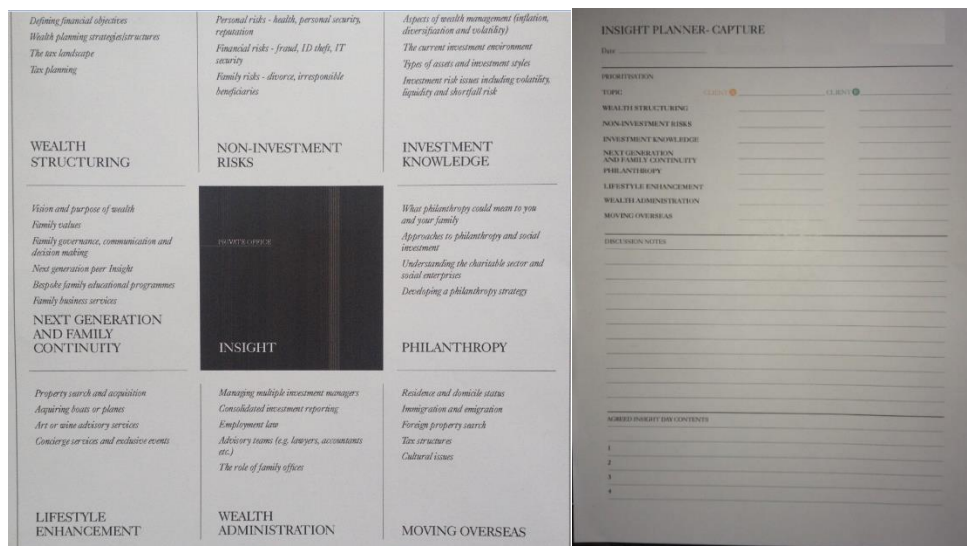 Defining financial objectives
Wealth planning strategies/structures
The tax landscape
Tax planning
WEALTH
STRUCTURING
Personal risks - health, personal security,
reputation
Financial risks - fraud, ID theft, IT
security
Family risks - divorce, irresponsible
beneficiaries
NON-INVESTMENT
RISKS
Aspects of wealth management (inflation,
diversification and volatility)
The current investment environment
Types of assets and investment styles
Investment risk issues including volatility,
liquidity and shortfall risk
INVESTMENT
KNOWLEDGE
Vision and purpose of wealth
Family values
Family governance, communication and
decision making
Next generation peer Insight
Bespoke family educational programmes
Family business services
NEXT GENERATION
AND FAMILY
CONTINUITY
PRIVATE OFFICE
INSIGHT
What philanthropy could mean to you
and your family
Approaches to philanthropy and social
investment
Understanding the charitable sector and
social enterprises
Developing a philanthropy strategy
PHILANTHROPY
Property search and acquisition
Acquiring boats or planes
Art or wine advisory services
Concierge services and exclusive events
LIFESTYLE
ENHANCEMENT
Managing multiple investment managers
Consolidated investment reporting
Employment law
Advisory teams (e.g. lawyers, accountants
etc.)
The role of family offices
WEALTH
ADMINISTRATION
Residence and domicile status
Immigration and emigration
Foreign property search
Tax structures
Cultural issues
MOVING OVERSEAS
INSIGHT PLANNER- CAPTURE
Date
PRIORITISATION
TOPIC CLIENT CLIENT
WEALTH STRUCTURING
NON-INVESTMENT RISKS
INVESTMENT KNOWLEDGE
NEXT GENERATION
AND FAMILY CONTINUITY
PHILANTHROPY
LIFESTYLE ENHANCEMENT
WEALTH ADMINISTRATION
MOVING OVERSEAS
DISCUSSION NOTES
AGREED INSIGHT DAY CONTENTS
1
2
3
4